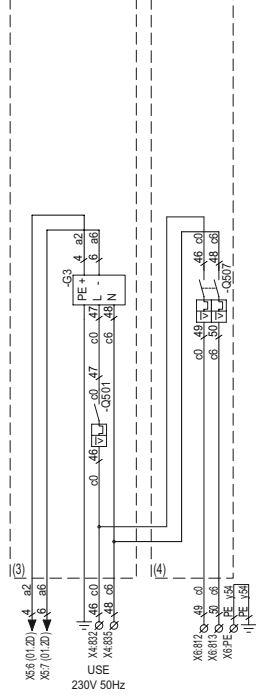 4 a2
6 a6
-G3
PE +
L -
N
47
48
c0 46
c6 48
-Q507
c0
c6
47
c0
-Q501
I>
46
c0
I>
I>
49
50
c0
c6
(3)
(4)
4 a2
6 a6
46 c0
48 c6
49 c0
50 c6
PE y54
PE y54
X5:6 (01.2D)
X5:7 (01.2D)
X4:832
X4:835
X6:812
X6:813
X6:PE
USE
230V 50Hz